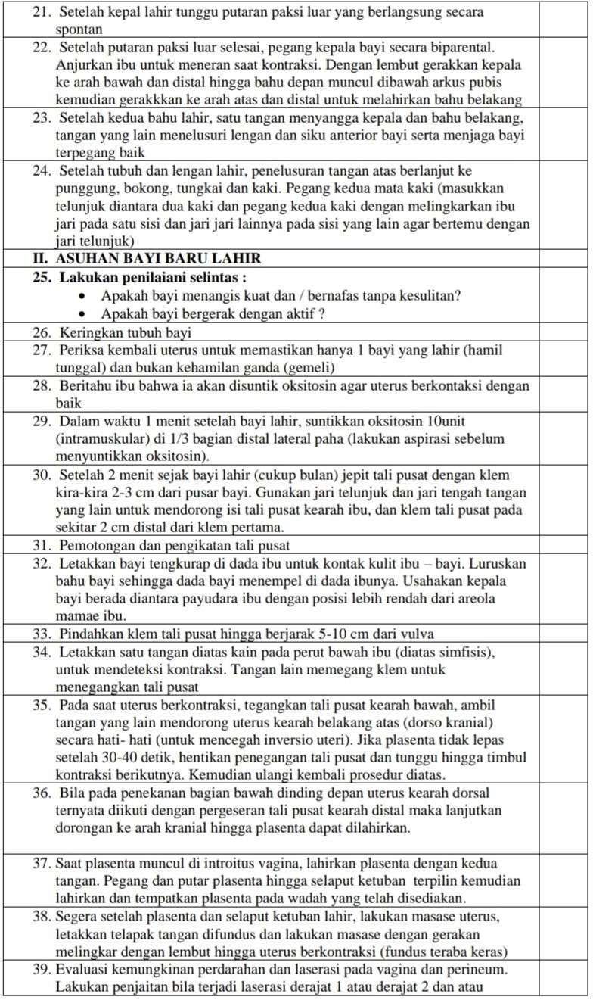 21. Setelah kepal lahir tunggu putaran paksi luar yang berlangsung secara
spontan
22. Setelah putaran paksi luar selesai, pegang kepala bayi secara biparental.
Anjurkan ibu untuk meneran saat kontraksi. Dengan lembut gerakkan kepala
ke arah bawah dan distal hingga bahu depan muncul dibawah arkus pubis
kemudian gerakkkan ke arah atas dan distal untuk melahirkan bahu belakang
23. Setelah kedua bahu lahir, satu tangan menyangga kepala dan bahu belakang,
tangan yang lain menelusuri lengan dan siku anterior bayi serta menjaga bayi
terpegang baik
24. Setelah tubuh dan lengan lahir, penelusuran tangan atas berlanjut ke
punggung, bokong, tungkai dan kaki. Pegang kedua mata kaki (masukkan
telunjuk diantara dua kaki dan pegang kedua kaki dengan melingkarkan ibu
jari pada satu sisi dan jari jari lainnya pada sisi yang lain agar bertemu dengan
jari telunjuk)
II. ASUHAN BAYI BARU LAHIR
25. Lakukan penilaiani selintas :
• Apakah bayi menangis kuat dan / bernafas tanpa kesulitan?
• Apakah bayi bergerak dengan aktif ?
26. Keringkan tubuh bayi
27. Periksa kembali uterus untuk memastikan hanya 1 bayi yang lahir (hamil
tunggal) dan bukan kehamilan ganda (gemeli)
28. Beritahu ibu bahwa ia akan disuntik oksitosin agar uterus berkontaksi dengan
baik
29. Dalam waktu 1 menit setelah bayi lahir, suntikkan oksitosin 10unit
(intramuskular) di 1/3 bagian distal lateral paha (lakukan aspirasi sebelum
menyuntikkan oksitosin).
30. Setelah 2 menit sejak bayi lahir (cukup bulan) jepit tali pusat dengan klem
kira-kira 2-3 cm dari pusar bayi. Gunakan jari telunjuk dan jari tengah tangan
yang lain untuk mendorong isi tali pusat kearah ibu, dan klem tali pusat pada
sekitar 2 cm distal dari klem pertama.
31. Pemotongan dan pengikatan tali pusat
32. Letakkan bayi tengkurap di dada ibu untuk kontak kulit ibu – bayi. Luruskan
bahu bayi sehingga dada bayi menempel di dada ibunya. Usahakan kepala
bayi berada diantara payudara ibu dengan posisi lebih rendah dari areola
mamae ibu.
33. Pindahkan klem tali pusat hingga berjarak 5-10 cm dari vulva
34. Letakkan satu tangan diatas kain pada perut bawah ibu (diatas simfisis),
untuk mendeteksi kontraksi. Tangan lain memegang klem untuk
menegangkan tali pusat
35. Pada saat uterus berkontraksi, tegangkan tali pusat kearah bawah, ambil
tangan yang lain mendorong uterus kearah belakang atas (dorso kranial)
secara hati- hati (untuk mencegah inversio uteri). Jika plasenta tidak lepas
setelah 30-40 detik, hentikan penegangan tali pusat dan tunggu hingga timbul
kontraksi berikutnya. Kemudian ulangi kembali prosedur diatas.
36. Bila pada penekanan bagian bawah dinding depan uterus kearah dorsal
ternyata diikuti dengan pergeseran tali pusat kearah distal maka lanjutkan
dorongan ke arah kranial hingga plasenta dapat dilahirkan.
37. Saat plasenta muncul di introitus vagina, lahirkan plasenta dengan kedua
tangan. Pegang dan putar plasenta hingga selaput ketuban terpilin kemudian
lahirkan dan tempatkan plasenta pada wadah yang telah disediakan.
38. Segera setelah plasenta dan selaput ketuban lahir, lakukan masase uterus,
letakkan telapak tangan difundus dan lakukan masase dengan gerakan
melingkar dengan lembut hingga uterus berkontraksi (fundus teraba keras)
39. Evaluasi kemungkinan perdarahan dan laserasi pada vagina dan perineum.
Lakukan penjaitan bila terjadi laserasi derajat 1 atau derajat 2 dan atau